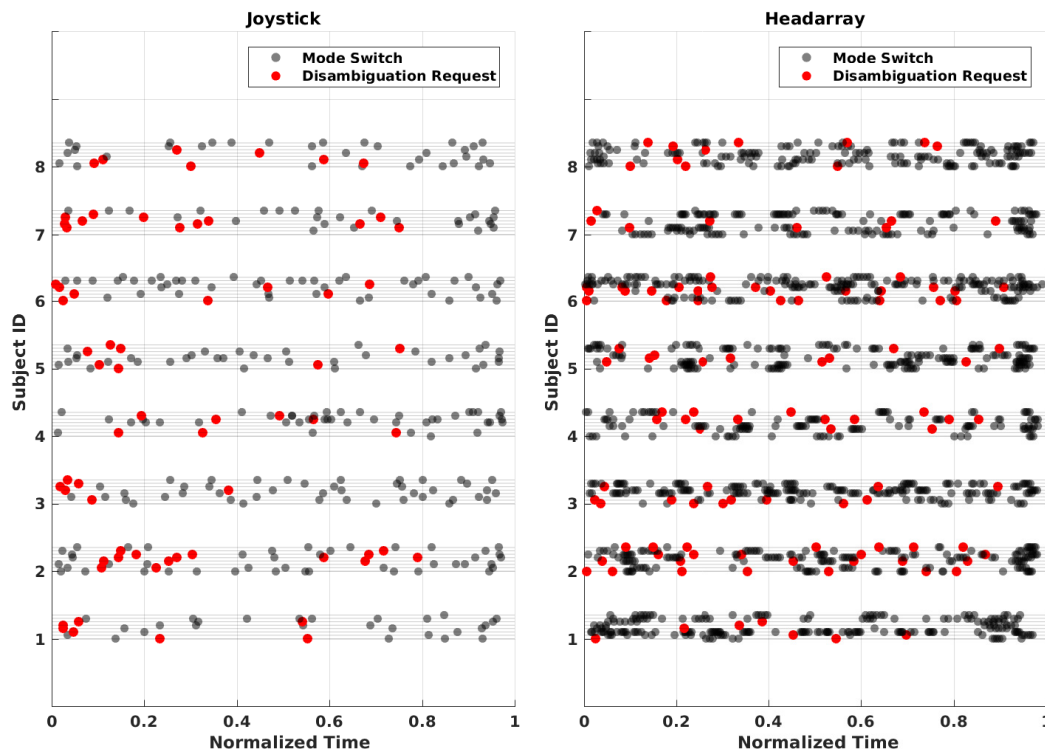 Joystick
Mode Switch
Disambiguation Request
8
7
6
5
4
3
2
1
Subject ID
0 0.2 0.4 0.6 0.8 1
Normalized Time
Headarray
Mode Switch
Disambiguation Request
8
7
6
5
4
3
2
1
Subject ID
0 0.2 0.4 0.6 0.8 1
Normalized Time